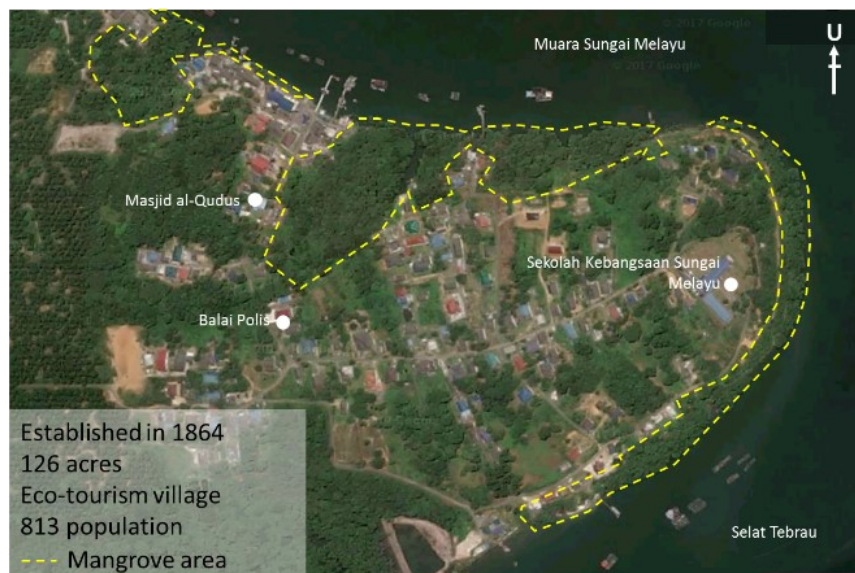 © 2017 Google
Muara Sungai Melayu
© 2017 Google
U
Masjid al-Qudus
Sekolah Kebangsaan Sungai
Melayu
Balai Polis
Established in 1864
126 acres
Eco-tourism village
813 population
Mangrove area
Selat Tebrau